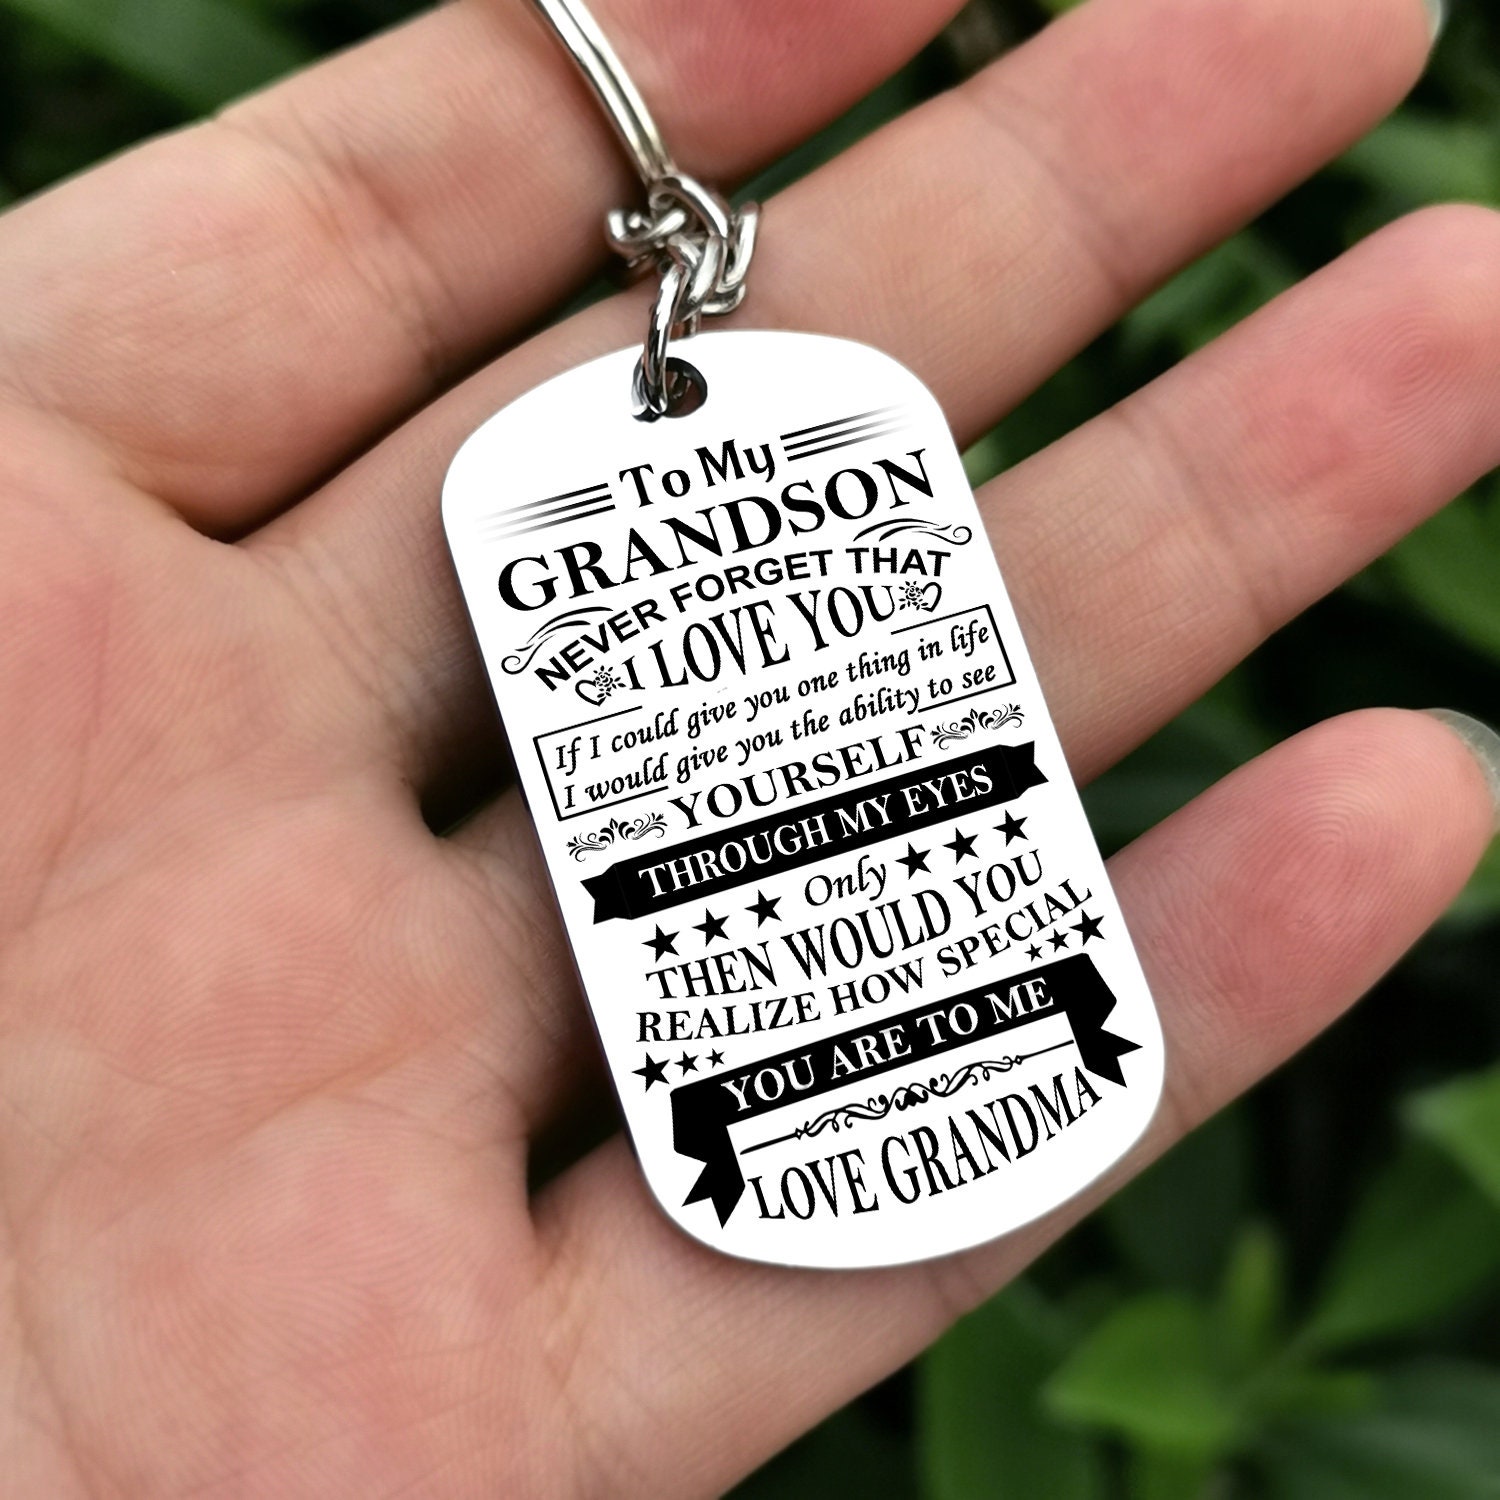 To My
GRANDSON
NEVER FORGET THAT
I LOVE YOU
If I could give you one thing in life
I would give you the ability to see
YOURSELF
THROUGH MY EYES
Only
THEN WOULD YOU
REALIZE HOW SPECIAL
YOU ARE TO ME
LOVE GRANDMA